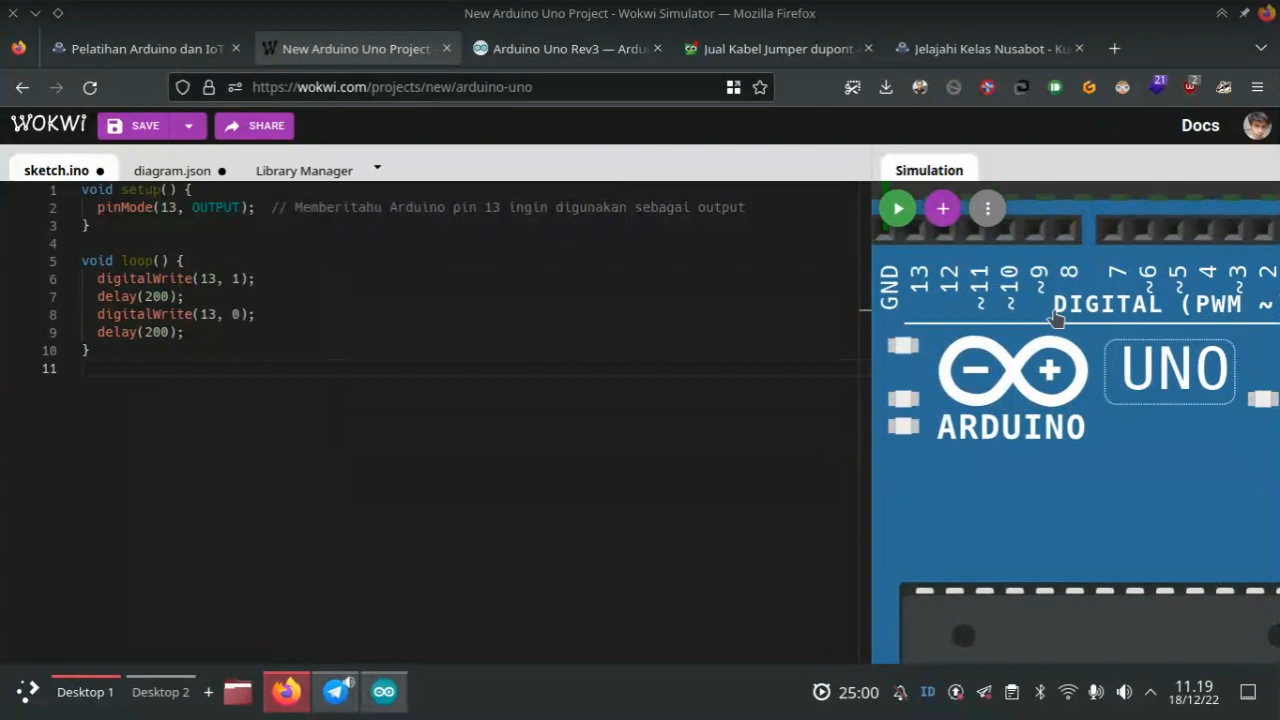 New Arduino Uno Project - Wokwi Simulator — Mozilla Firefox
Pelatihan Arduino dan IoT
New Arduino Uno Project
Arduino Uno Rev3 — Ardu
Jual Kabel Jumper dupont
Jelajahi Kelas Nusabot - Ku
https://wokwi.com/projects/new/arduino-uno
21
2
WOKWI
SAVE
SHARE
Docs
sketch.ino
diagram.json
Library Manager
Simulation
1 void setup() {
2 pinMode(13, OUTPUT); // Memberitahu Arduino pin 13 ingin digunakan sebagai output
3 }
4
5 void loop() {
6 digitalWrite(13, 1);
7 delay(200);
8 digitalWrite(13, 0);
9 delay(200);
10 }
11
GND 13 12 ~11 ~10 ~9 8 7 ~6 ~5 4 ~3 2
DIGITAL (PWM ~
UNO
ARDUINO
Desktop 1
Desktop 2
25:00
ID
11.19
18/12/22